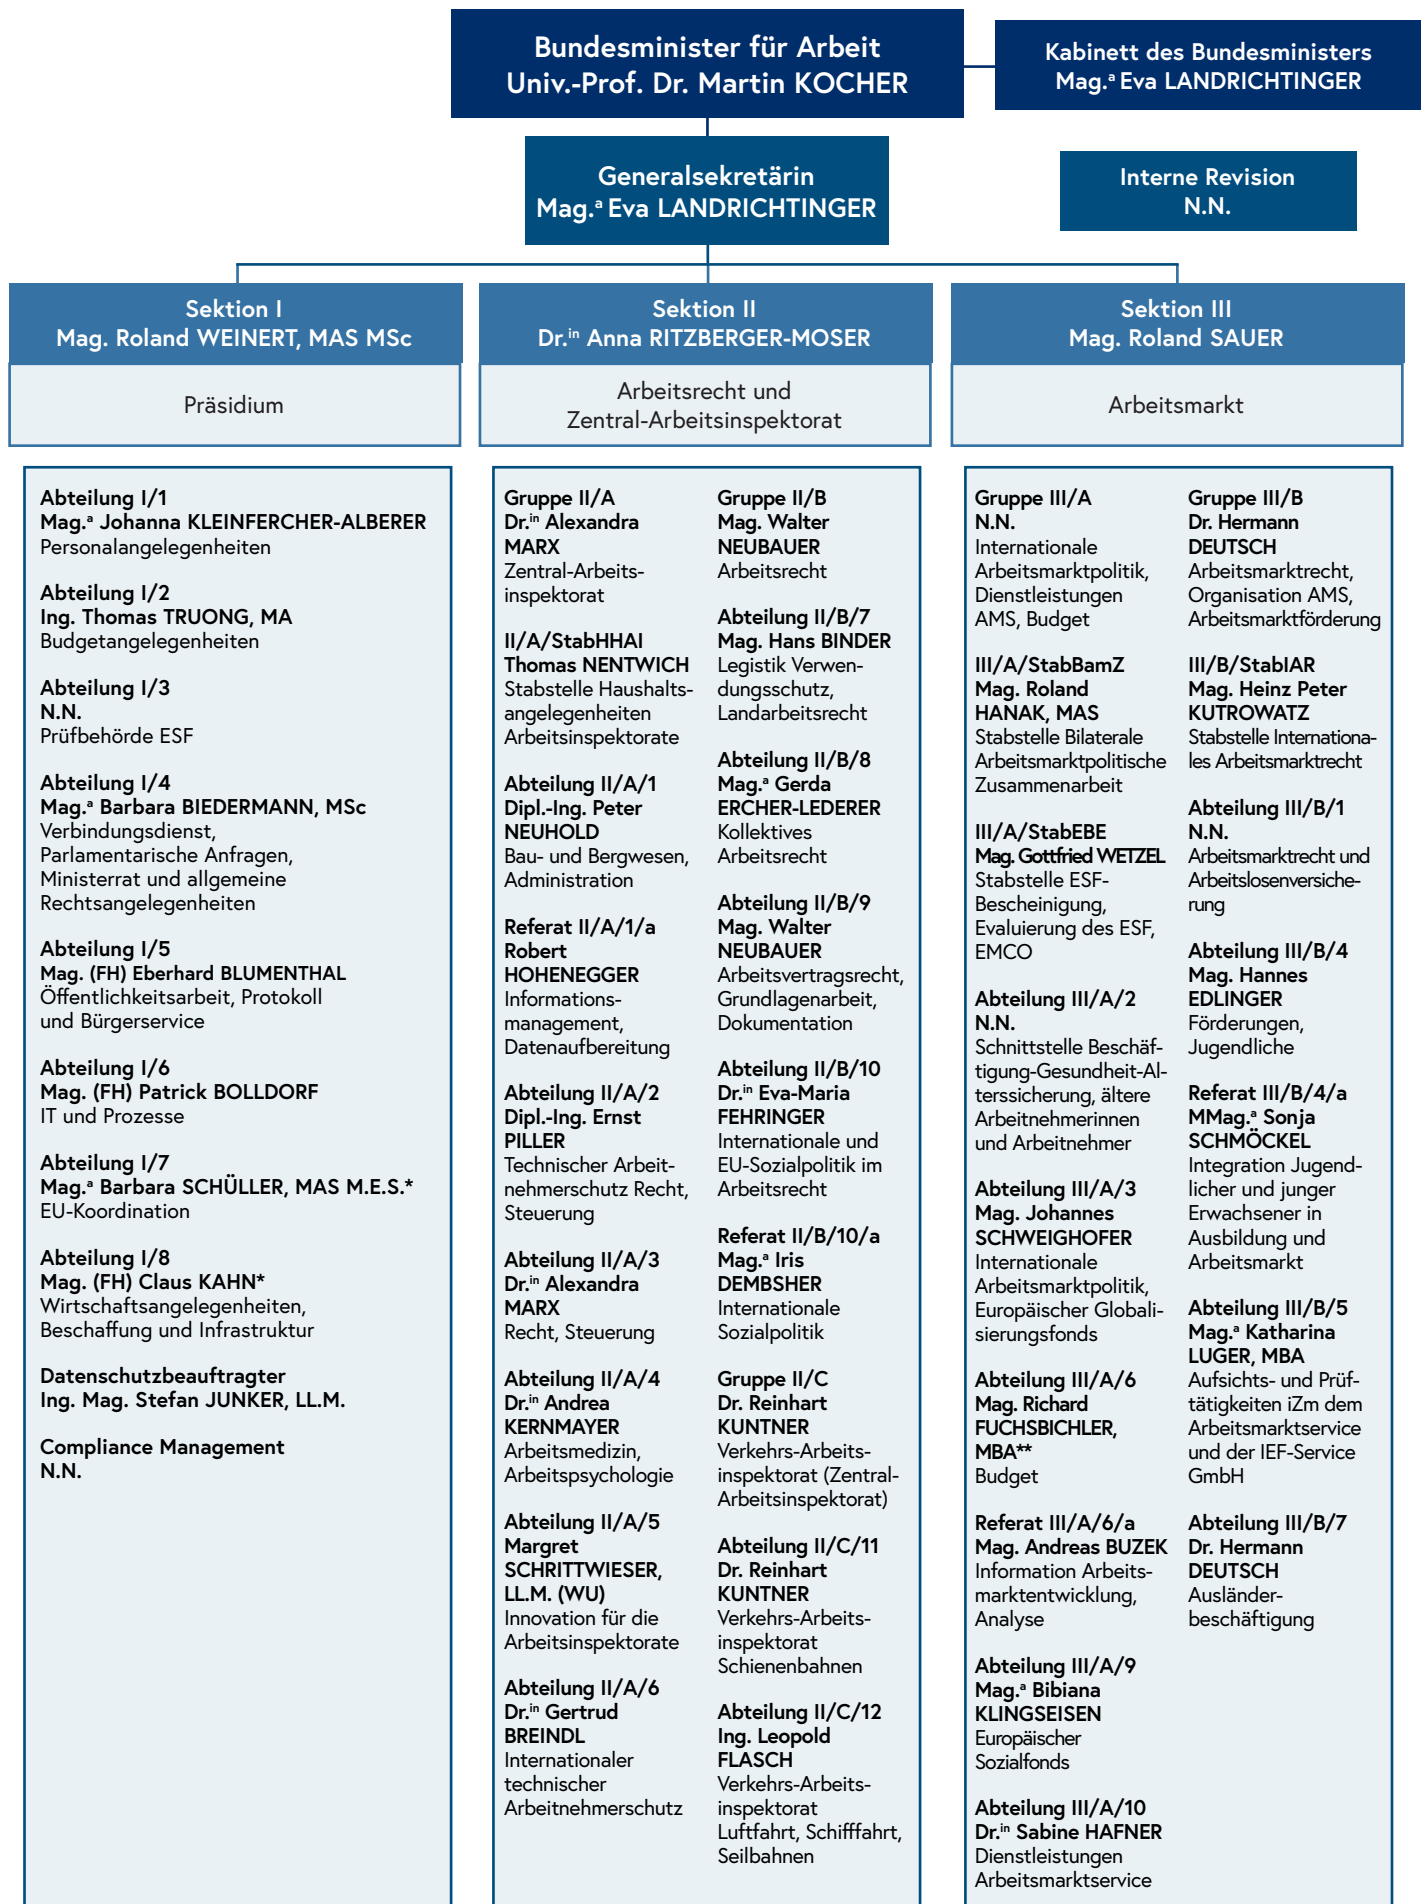 Bundesminister für Arbeit
Univ.-Prof. Dr. Martin KOCHER
Kabinett des Bundesministers
Mag.ª Eva LANDRICHTINGER
Generalsekretärin
Mag.ª Eva LANDRICHTINGER
Interne Revision
N.N.
Sektion I
Mag. Roland WEINERT, MAS MSc
Präsidium
Sektion II
Dr.ⁱⁿ Anna RITZBERGER-MOSER
Arbeitsrecht und
Zentral-Arbeitsinspektorat
Sektion III
Mag. Roland SAUER
Arbeitsmarkt
Abteilung I/1
Mag.ª Johanna KLEINFERCHER-ALBERER
Personalangelegenheiten
Abteilung I/2
Ing. Thomas TRUONG, MA
Budgetangelegenheiten
Abteilung I/3
N.N.
Prüfbehörde ESF
Abteilung I/4
Mag.ª Barbara BIEDERMANN, MSc
Verbindungsdienst,
Parlamentarische Anfragen,
Ministerrat und allgemeine
Rechtsangelegenheiten
Abteilung I/5
Mag. (FH) Eberhard BLUMENTHAL
Öffentlichkeitsarbeit, Protokoll
und Bürgerservice
Abteilung I/6
Mag. (FH) Patrick BOLLDORF
IT und Prozesse
Abteilung I/7
Mag.ª Barbara SCHÜLLER, MAS M.E.S.*
EU-Koordination
Abteilung I/8
Mag. (FH) Claus KAHN*
Wirtschaftsangelegenheiten,
Beschaffung und Infrastruktur
Datenschutzbeauftragter
Ing. Mag. Stefan JUNKER, LL.M.
Compliance Management
N.N.
Gruppe II/A
Dr.ⁱⁿ Alexandra
MARX
Zentral-Arbeits-
inspektorat
II/A/StabHHAI
Thomas NENTWICH
Stabstelle Haushalts-
angelegenheiten
Arbeitsinspektorate
Abteilung II/A/1
Dipl.-Ing. Peter
NEUHOLD
Bau- und Bergwesen,
Administration
Referat II/A/1/a
Robert
HOHENEGGER
Informations-
management,
Datenaufbereitung
Abteilung II/A/2
Dipl.-Ing. Ernst
PILLER
Technischer Arbeit-
nehmerschutz Recht,
Steuerung
Abteilung II/A/3
Dr.ⁱⁿ Alexandra
MARX
Recht, Steuerung
Abteilung II/A/4
Dr.ⁱⁿ Andrea
KERNMAYER
Arbeitsmedizin,
Arbeitspsychologie
Abteilung II/A/5
Margret
SCHRITTWIESER,
LL.M. (WU)
Innovation für die
Arbeitsinspektorate
Abteilung II/A/6
Dr.ⁱⁿ Gertrud
BREINDL
Internationaler
technischer
Arbeitnehmerschutz
Gruppe II/B
Mag. Walter
NEUBAUER
Arbeitsrecht
Abteilung II/B/7
Mag. Hans BINDER
Legistik Verwen-
dungsschutz,
Landarbeitsrecht
Abteilung II/B/8
Mag.ª Gerda
ERCHER-LEDERER
Kollektives
Arbeitsrecht
Abteilung II/B/9
Mag. Walter
NEUBAUER
Arbeitsvertragsrecht,
Grundlagenarbeit,
Dokumentation
Abteilung II/B/10
Dr.ⁱⁿ Eva-Maria
FEHRINGER
Internationale und
EU-Sozialpolitik im
Arbeitsrecht
Referat II/B/10/a
Mag.ª Iris
DEMBSHER
Internationale
Sozialpolitik
Gruppe II/C
Dr. Reinhart
KUNTNER
Verkehrs-Arbeits-
inspektorat (Zentral-
Arbeitsinspektorat)
Abteilung II/C/11
Dr. Reinhart
KUNTNER
Verkehrs-Arbeits-
inspektorat
Schienenbahnen
Abteilung II/C/12
Ing. Leopold
FLASCH
Verkehrs-Arbeits-
inspektorat
Luftfahrt, Schifffahrt,
Seilbahnen
Gruppe III/A
N.N.
Internationale
Arbeitsmarktpolitik,
Dienstleistungen
AMS, Budget
III/A/StabBamZ
Mag. Roland
HANAK, MAS
Stabstelle Bilaterale
Arbeitsmarktpolitische
Zusammenarbeit
III/A/StabEBE
Mag. Gottfried WETZEL
Stabstelle ESF-
Bescheinigung,
Evaluierung des ESF,
EMCO
Abteilung III/A/2
N.N.
Schnittstelle Beschäf-
tigung-Gesundheit-Al-
terssicherung, ältere
Arbeitnehmerinnen
und Arbeitnehmer
Abteilung III/A/3
Mag. Johannes
SCHWEIGHOFER
Internationale
Arbeitsmarktpolitik,
Europäischer Globali-
sierungsfonds
Abteilung III/A/6
Mag. Richard
FUCHSBICHLER,
MBA**
Budget
Referat III/A/6/a
Mag. Andreas BUZEK
Information Arbeits-
marktentwicklung,
Analyse
Abteilung III/A/9
Mag.ª Bibiana
KLINGSEISEN
Europäischer
Sozialfonds
Abteilung III/A/10
Dr.ⁱⁿ Sabine HAFNER
Dienstleistungen
Arbeitsmarktservice
Gruppe III/B
Dr. Hermann
DEUTSCH
Arbeitsmarktrecht,
Organisation AMS,
Arbeitsmarktförderung
III/B/StabIAR
Mag. Heinz Peter
KUTROWATZ
Stabstelle Internationa-
les Arbeitsmarktrecht
Abteilung III/B/1
N.N.
Arbeitsmarktrecht und
Arbeitslosenversiche-
rung
Abteilung III/B/4
Mag. Hannes
EDLINGER
Förderungen,
Jugendliche
Referat III/B/4/a
MMag.ª Sonja
SCHMÖCKEL
Integration Jugend-
licher und junger
Erwachsener in
Ausbildung und
Arbeitsmarkt
Abteilung III/B/5
Mag.ª Katharina
LUGER, MBA
Aufsichts- und Prüf-
tätigkeiten iZm dem
Arbeitsmarktservice
und der IEF-Service
GmbH
Abteilung III/B/7
Dr. Hermann
DEUTSCH
Ausländer-
beschäftigung